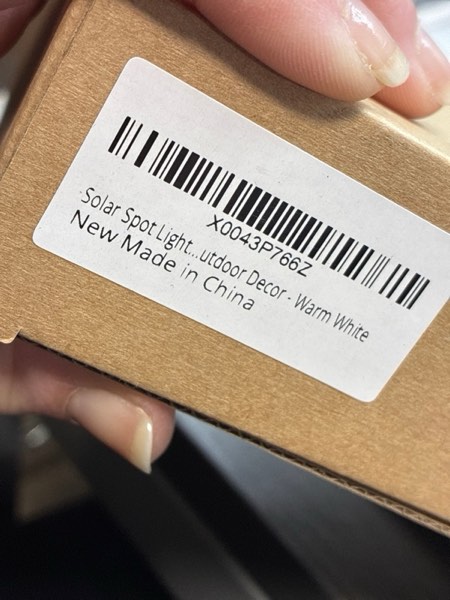 X0043P766Z
Solar Spot Light...utdoor Decor - Warm White
New Made in China